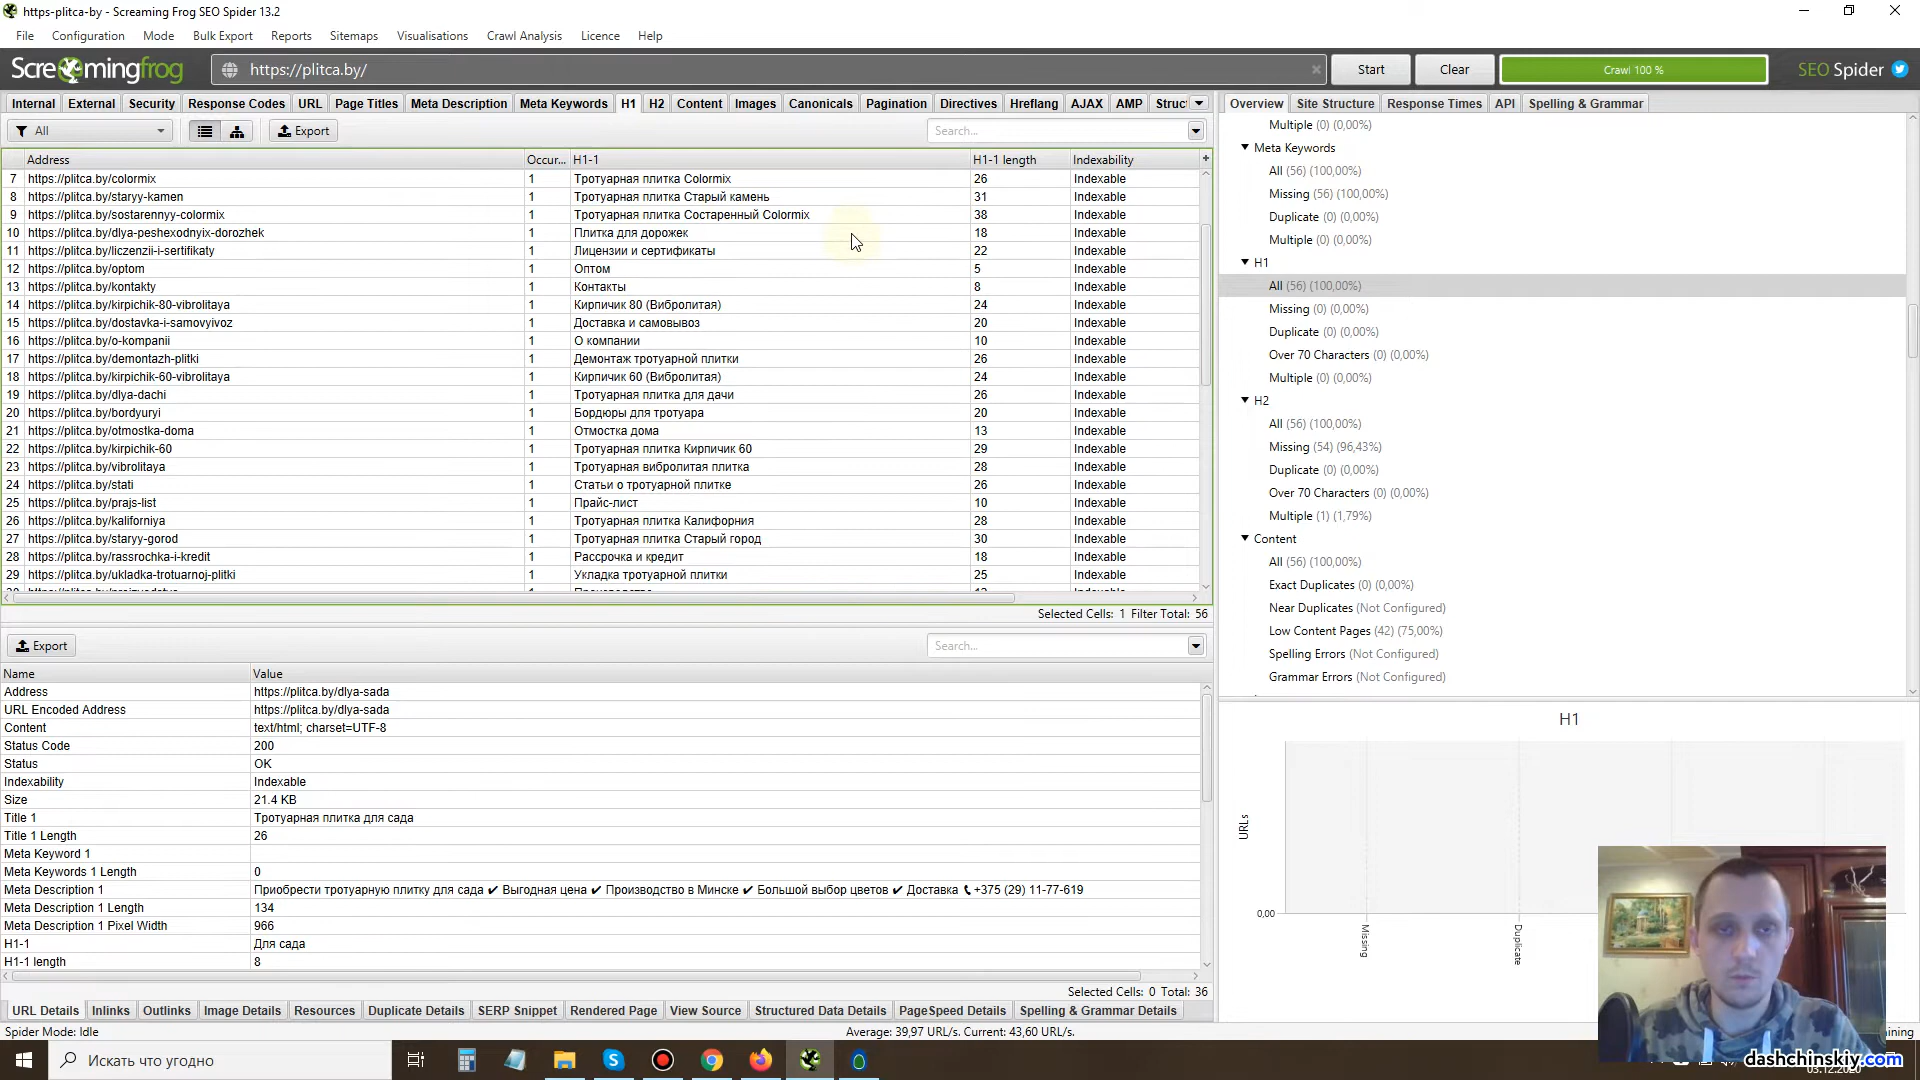 https-plitca-by - Screaming Frog SEO Spider 13.2
File Configuration Mode Bulk Export Reports Sitemaps Visualisations Crawl Analysis Licence Help
Screamingfrog https://plitca.by/ Start Clear Crawl 100 % SEO Spider
Internal External Security Response Codes URL Page Titles Meta Description Meta Keywords H1 H2 Content Images Canonicals Pagination Directives Hreflang AJAX AMP Struc
All Export Search...
Address Occur... H1-1 H1-1 length Indexability
7 https://plitca.by/colormix 1 Тротуарная плитка Colormix 26 Indexable
8 https://plitca.by/staryy-kamen 1 Тротуарная плитка Старый камень 31 Indexable
9 https://plitca.by/sostarennyy-colormix 1 Тротуарная плитка Состаренный Colormix 38 Indexable
10 https://plitca.by/dlya-peshexodnyix-dorozhek 1 Плитка для дорожек 18 Indexable
11 https://plitca.by/liczenzii-i-sertifikaty 1 Лицензии и сертификаты 22 Indexable
12 https://plitca.by/optom 1 Оптом 5 Indexable
13 https://plitca.by/kontakty 1 Контакты 8 Indexable
14 https://plitca.by/kirpichik-80-vibrolitaya 1 Кирпичик 80 (Вибролитая) 24 Indexable
15 https://plitca.by/dostavka-i-samovyivoz 1 Доставка и самовывоз 20 Indexable
16 https://plitca.by/o-kompanii 1 О компании 10 Indexable
17 https://plitca.by/demontazh-plitki 1 Демонтаж тротуарной плитки 26 Indexable
18 https://plitca.by/kirpichik-60-vibrolitaya 1 Кирпичик 60 (Вибролитая) 24 Indexable
19 https://plitca.by/dlya-dachi 1 Тротуарная плитка для дачи 26 Indexable
20 https://plitca.by/bordyuryi 1 Бордюры для тротуара 20 Indexable
21 https://plitca.by/otmostka-doma 1 Отмостка дома 13 Indexable
22 https://plitca.by/kirpichik-60 1 Тротуарная плитка Кирпичик 60 29 Indexable
23 https://plitca.by/vibrolitaya 1 Тротуарная вибролитая плитка 28 Indexable
24 https://plitca.by/stati 1 Статьи о тротуарной плитке 26 Indexable
25 https://plitca.by/prajs-list 1 Прайс-лист 10 Indexable
26 https://plitca.by/kaliforniya 1 Тротуарная плитка Калифорния 28 Indexable
27 https://plitca.by/staryy-gorod 1 Тротуарная плитка Старый город 30 Indexable
28 https://plitca.by/rassrochka-i-kredit 1 Рассрочка и кредит 18 Indexable
29 https://plitca.by/ukladka-trotuarnoj-plitki 1 Укладка тротуарной плитки 25 Indexable
Selected Cells: 1 Filter Total: 56
Export Search...
Name Value
Address https://plitca.by/dlya-sada
URL Encoded Address https://plitca.by/dlya-sada
Content text/html; charset=UTF-8
Status Code 200
Status OK
Indexability Indexable
Size 21.4 KB
Title 1 Тротуарная плитка для сада
Title 1 Length 26
Meta Keyword 1
Meta Keywords 1 Length 0
Meta Description 1 Приобрести тротуарную плитку для сада ✔ Выгодная цена ✔ Производство в Минске ✔ Большой выбор цветов ✔ Доставка 📞+375 (29) 11-77-619
Meta Description 1 Length 134
Meta Description 1 Pixel Width 966
H1-1 Для сада
H1-1 length 8
Selected Cells: 0 Total: 36
URL Details Inlinks Outlinks Image Details Resources Duplicate Details SERP Snippet Rendered Page View Source Structured Data Details PageSpeed Details Spelling & Grammar Details
Spider Mode: Idle Average: 39,97 URL/s. Current: 43,60 URL/s.
Overview Site Structure Response Times API Spelling & Grammar
Multiple (0) (0,00%)
Meta Keywords
All (56) (100,00%)
Missing (56) (100,00%)
Duplicate (0) (0,00%)
Multiple (0) (0,00%)
H1
All (56) (100,00%)
Missing (0) (0,00%)
Duplicate (0) (0,00%)
Over 70 Characters (0) (0,00%)
Multiple (0) (0,00%)
H2
All (56) (100,00%)
Missing (54) (96,43%)
Duplicate (0) (0,00%)
Over 70 Characters (0) (0,00%)
Multiple (1) (1,79%)
Content
All (56) (100,00%)
Exact Duplicates (0) (0,00%)
Near Duplicates (Not Configured)
Low Content Pages (42) (75,00%)
Spelling Errors (Not Configured)
Grammar Errors (Not Configured)
H1
URLs
0,00
Missing
Duplicate
Искать что угодно
dashchinskiy.com
03.12.2020